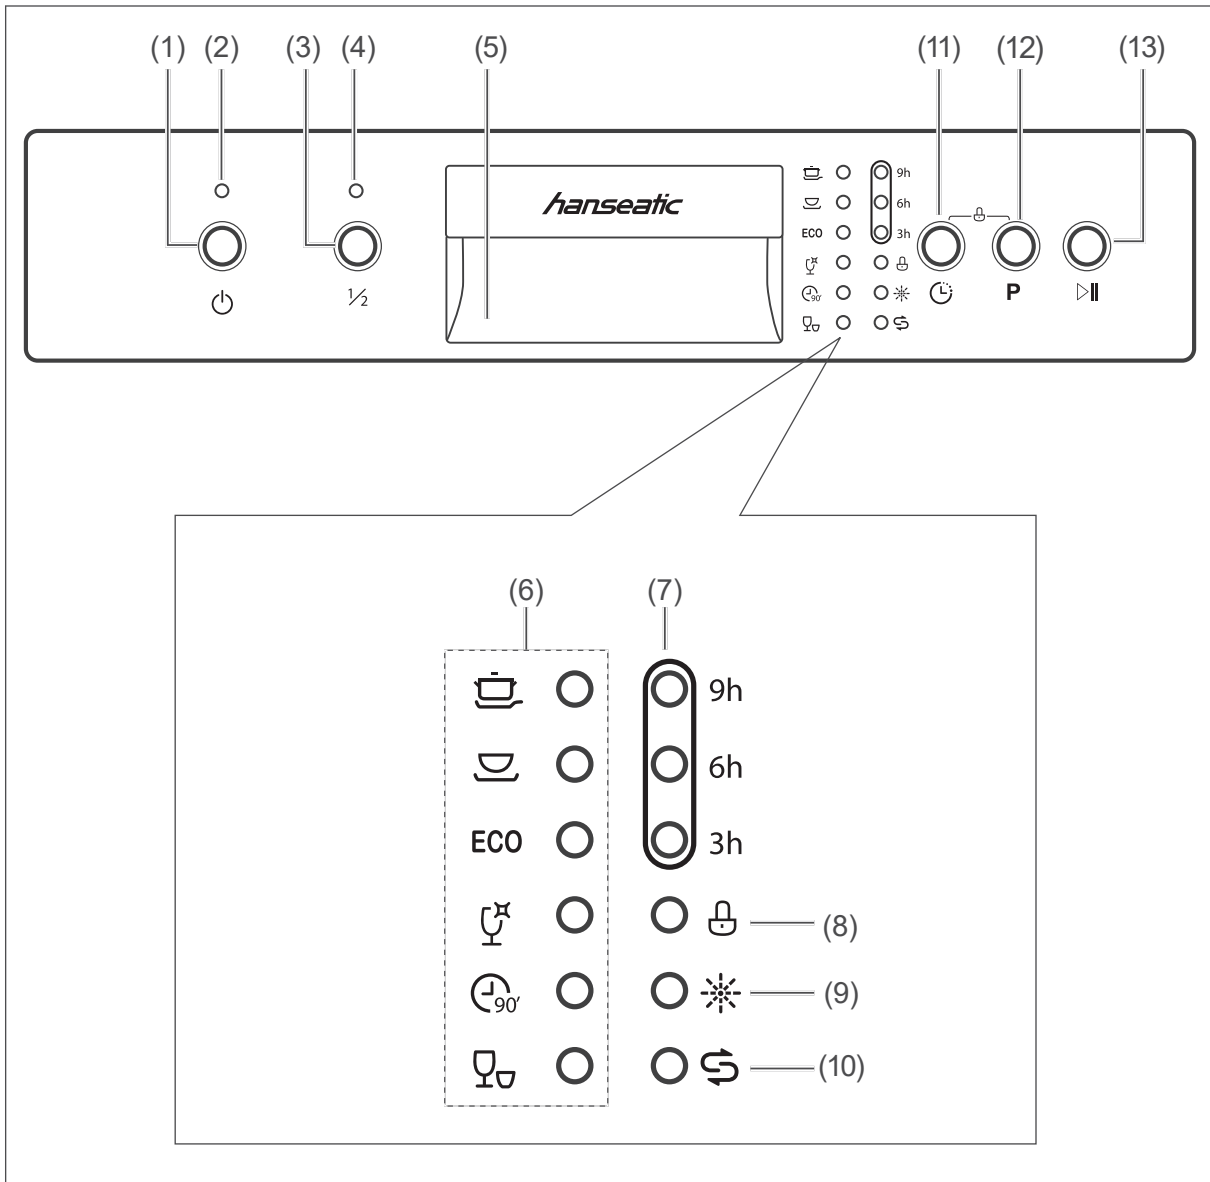 (1) (2) (3) (4) (5) (11) (12) (13)
hanseatic
9h
6h
ECO 3h
90'
1/2 P
(6) (7)
9h
6h
ECO 3h
(8)
90' (9)
(10)